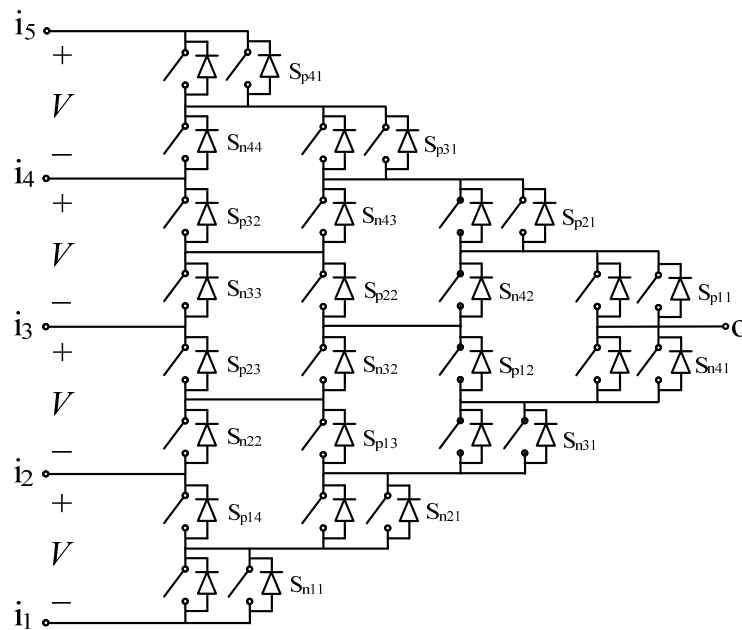 i5
+
Sp41
V
Sn44
Sp31
−
i4
+
Sp32
Sn43
Sp21
V
−
Sn33
Sp22
Sn42
Sp11
i3
o
+
Sp23
Sn32
Sp12
Sn41
V
Sn22
Sp13
Sn31
−
i2
+
Sp14
Sn21
V
Sn11
−
i1